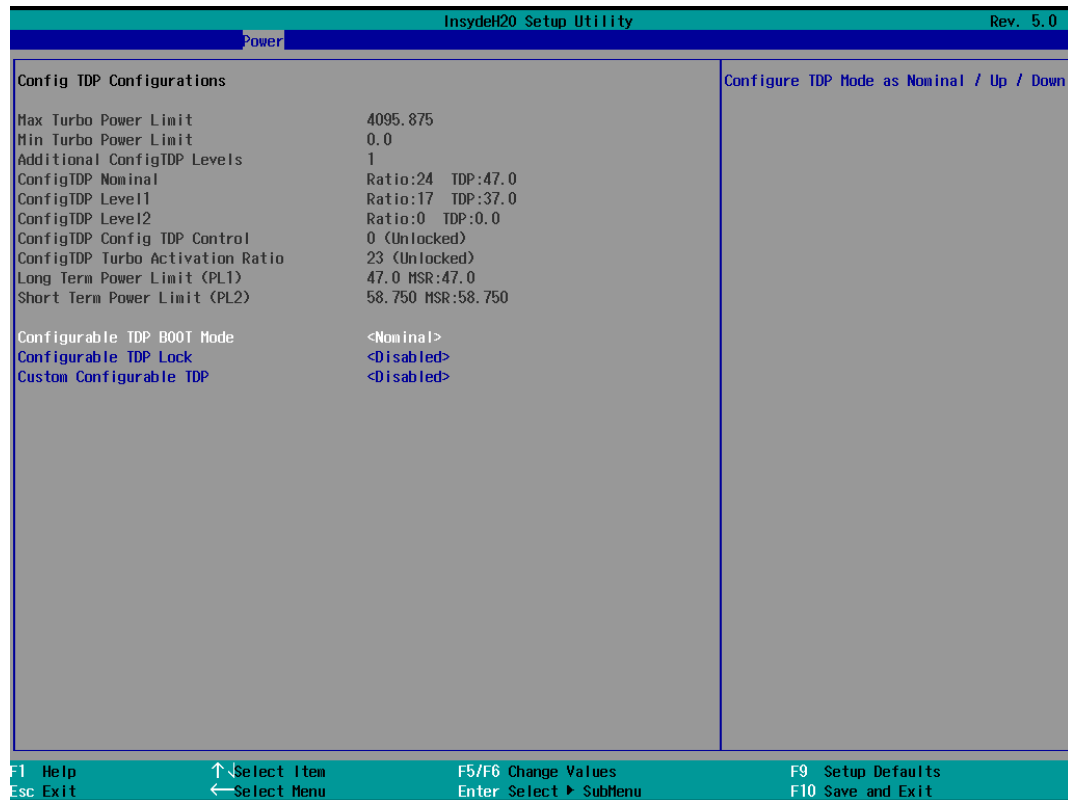 InsydeH20 Setup Utility Rev. 5.0
Power
Config TDP Configurations
Configure TDP Mode as Nominal / Up / Down
Max Turbo Power Limit 4095.875
Min Turbo Power Limit 0.0
Additional ConfigTDP Levels 1
ConfigTDP Nominal Ratio:24 TDP:47.0
ConfigTDP Level1 Ratio:17 TDP:37.0
ConfigTDP Level2 Ratio:0 TDP:0.0
ConfigTDP Config TDP Control 0 (Unlocked)
ConfigTDP Turbo Activation Ratio 23 (Unlocked)
Long Term Power Limit (PL1) 47.0 MSR:47.0
Short Term Power Limit (PL2) 58.750 MSR:58.750
Configurable TDP BOOT Mode <Nominal>
Configurable TDP Lock <Disabled>
Custom Configurable TDP <Disabled>
F1 Help ↑↓Select Item F5/F6 Change Values F9 Setup Defaults
Esc Exit ←Select Menu Enter Select ▶ SubMenu F10 Save and Exit